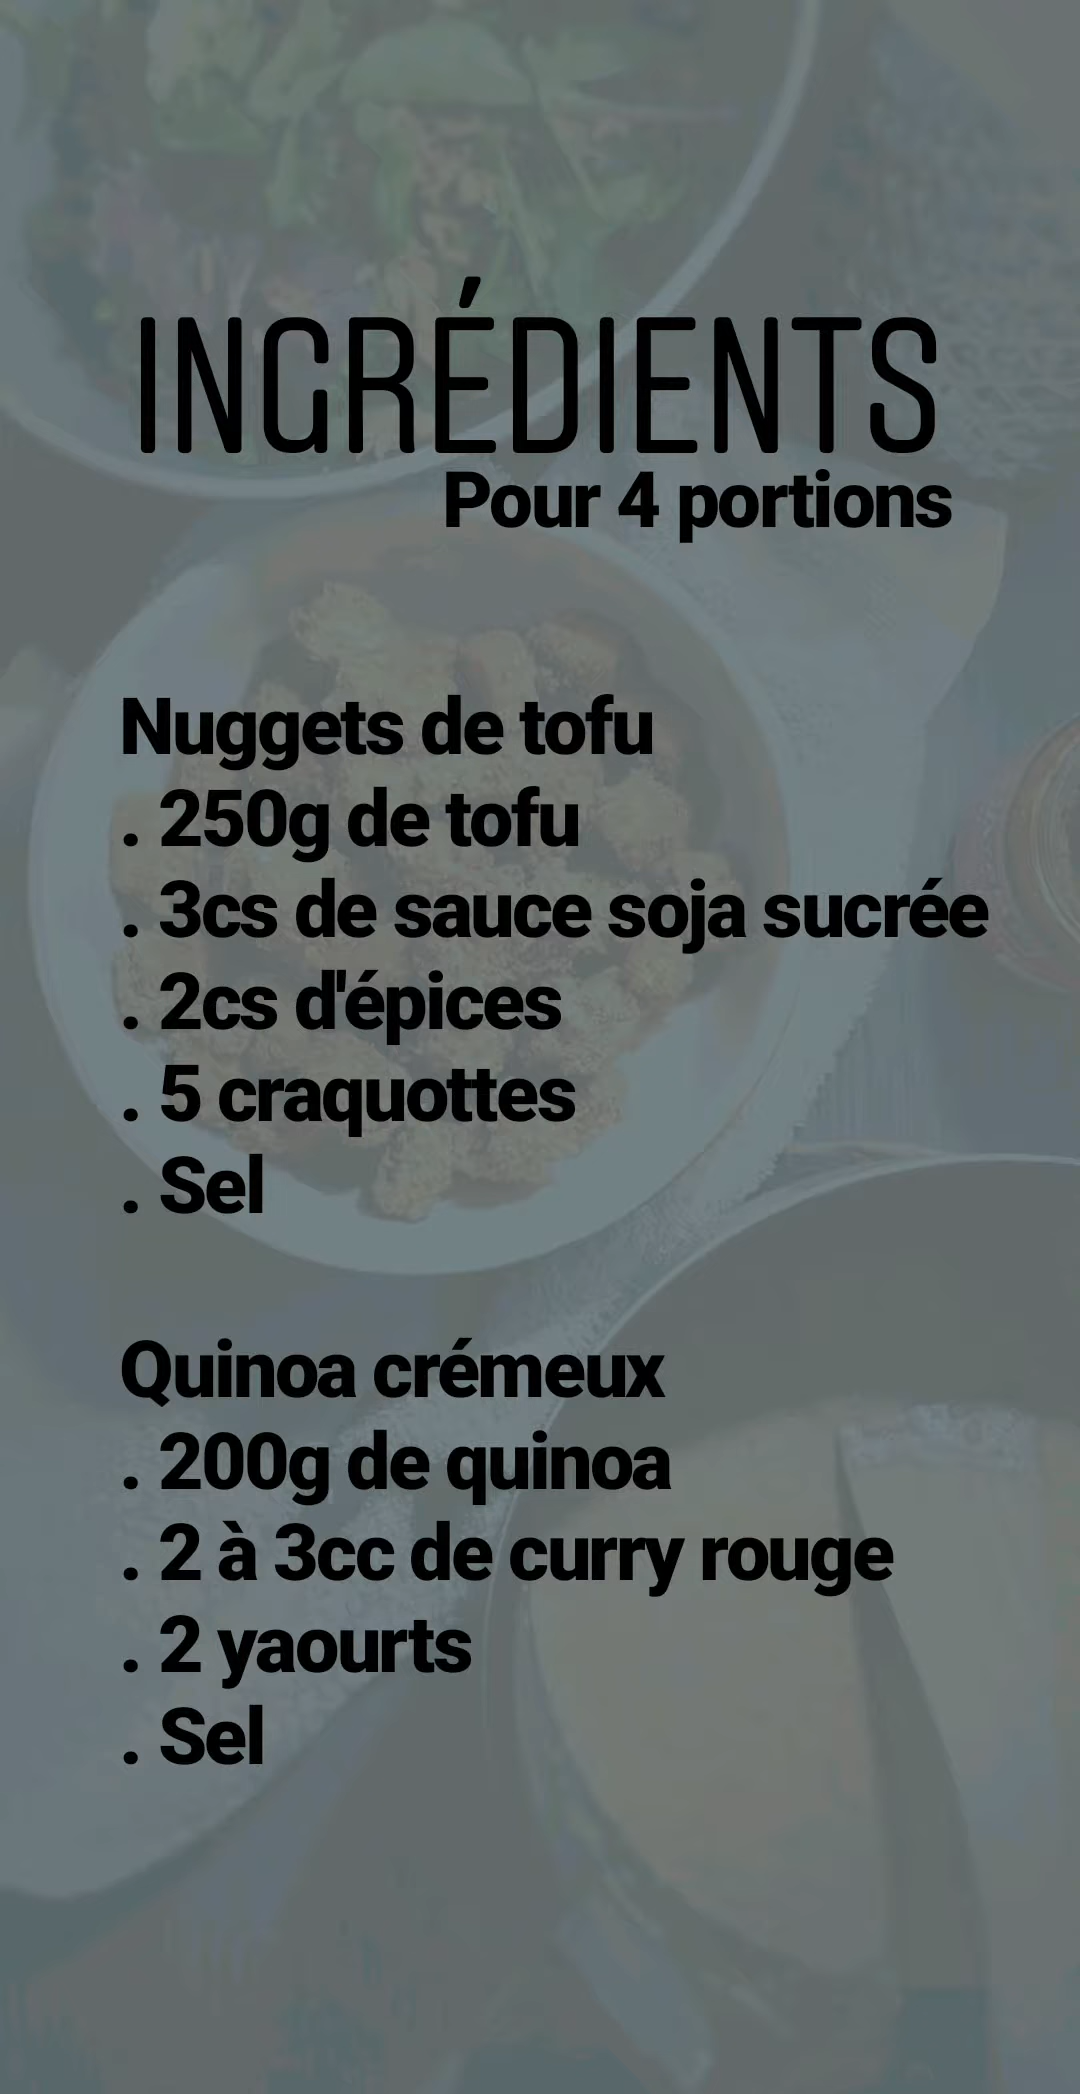 INGRÉDIENTS
Pour 4 portions
Nuggets de tofu
. 250g de tofu
. 3cs de sauce soja sucrée
. 2cs d'épices
. 5 craquottes
. Sel
Quinoa crémeux
. 200g de quinoa
. 2 à 3cc de curry rouge
. 2 yaourts
. Sel